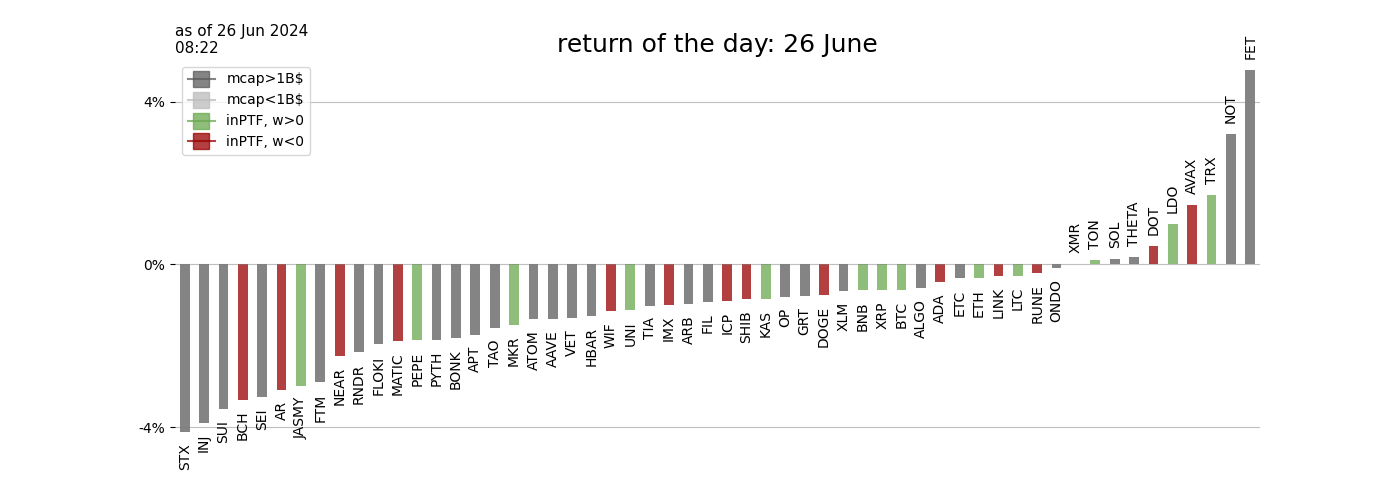 as of 26 Jun 2024
08:22
return of the day: 26 June
mcap>1B$
mcap<1B$
inPTF, w>0
inPTF, w<0
4%
0%
-4%
STX
INJ
SUI
BCH
SEI
AR
JASMY
FTM
NEAR
RNDR
FLOKI
MATIC
PEPE
PYTH
BONK
APT
TAO
MKR
ATOM
AAVE
VET
HBAR
WIF
UNI
TIA
IMX
ARB
FIL
ICP
SHIB
KAS
OP
GRT
DOGE
XLM
BNB
XRP
BTC
ALGO
ADA
ETC
ETH
LINK
LTC
RUNE
ONDO
XMR
TON
SOL
THETA
DOT
LDO
AVAX
TRX
NOT
FET